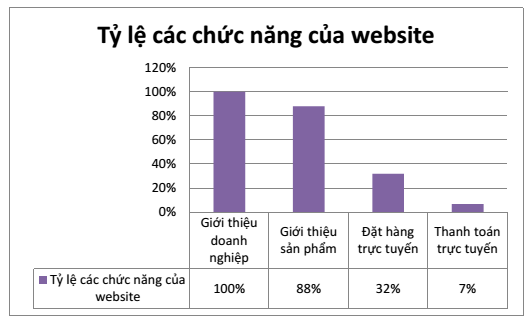 Tỷ lệ các chức năng của website
120%
100%
80%
60%
40%
20%
0%
Giới thiệu
doanh
nghiệp
Giới thiệu
sản phẩm
Đặt hàng
trực tuyến
Thanh toán
trực tuyến
Tỷ lệ các chức năng của
website
100%
88%
32%
7%